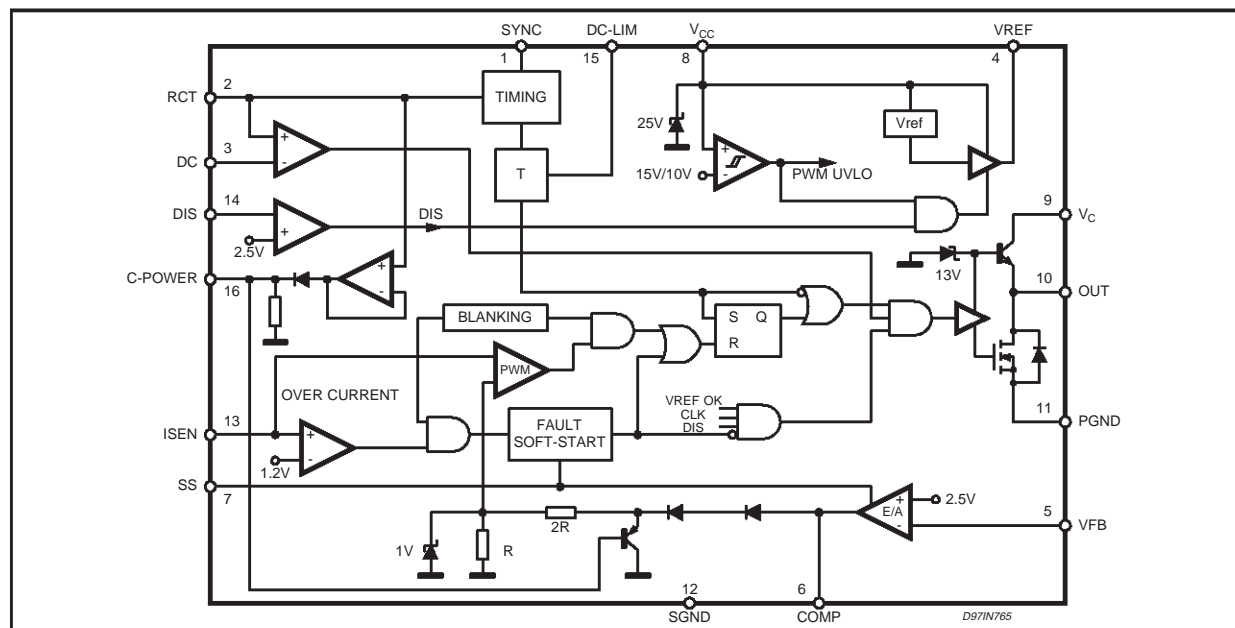 SYNC DC-LIM VCC VREF
1 15 8 4
RCT 2 TIMING
25V Vref
DC 3 + -
T + -
15V/10V PWM UVLO
DIS 14 + DIS
2.5V
9 VC
13V
C-POWER 16 + -
10 OUT
BLANKING S Q
R
PWM
OVER CURRENT
VREF OK
CLK
DIS
11 PGND
ISEN 13 + -
FAULT
SOFT-START
1.2V
SS 7
E/A + - 2.5V
5 VFB
2R
1V R
12 6
SGND COMP
D97IN765